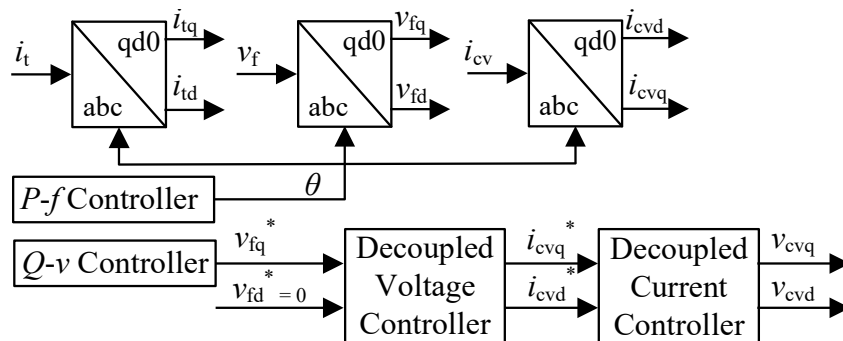 i_t qd0 abc i_tq i_td
v_f qd0 abc v_fq v_fd
i_cv qd0 abc i_cvd i_cvq
P-f Controller θ
Q-v Controller v_fq^* v_fd^* = 0
Decoupled
Voltage
Controller
i_cvq^*
i_cvd^*
Decoupled
Current
Controller
v_cvq
v_cvd